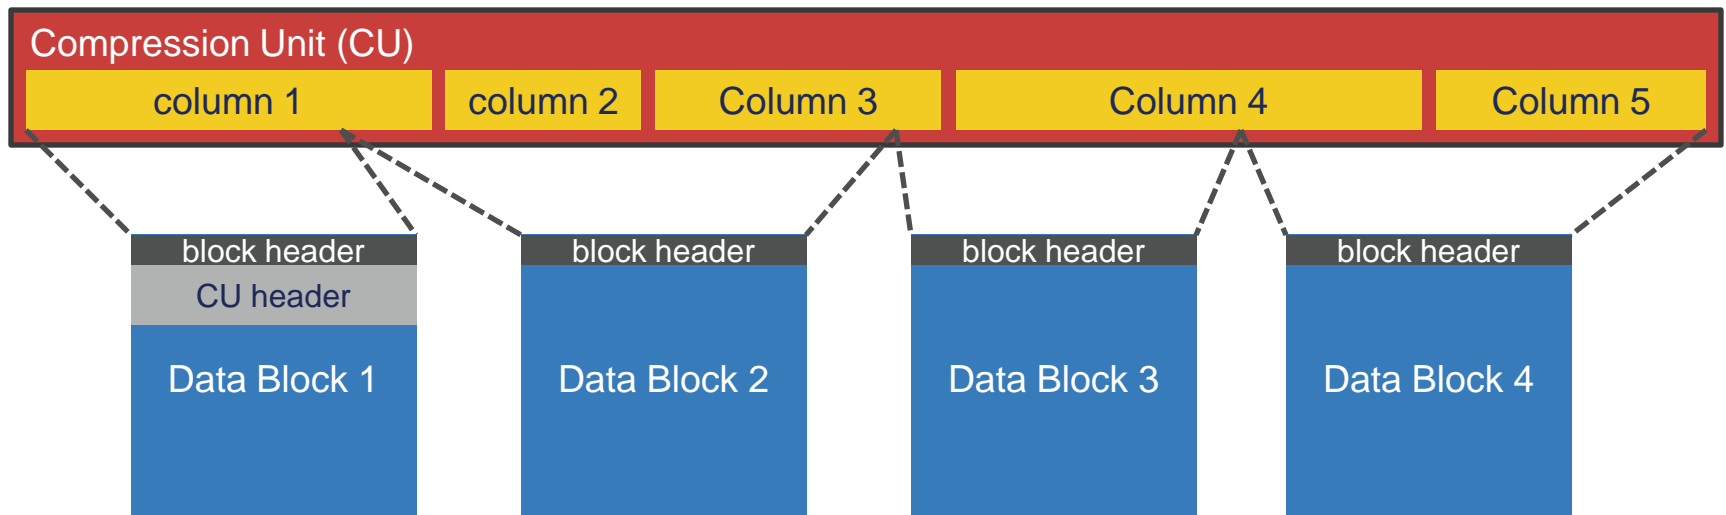 Compression Unit (CU)
column 1 column 2 Column 3 Column 4 Column 5
block header block header block header block header
CU header
Data Block 1 Data Block 2 Data Block 3 Data Block 4